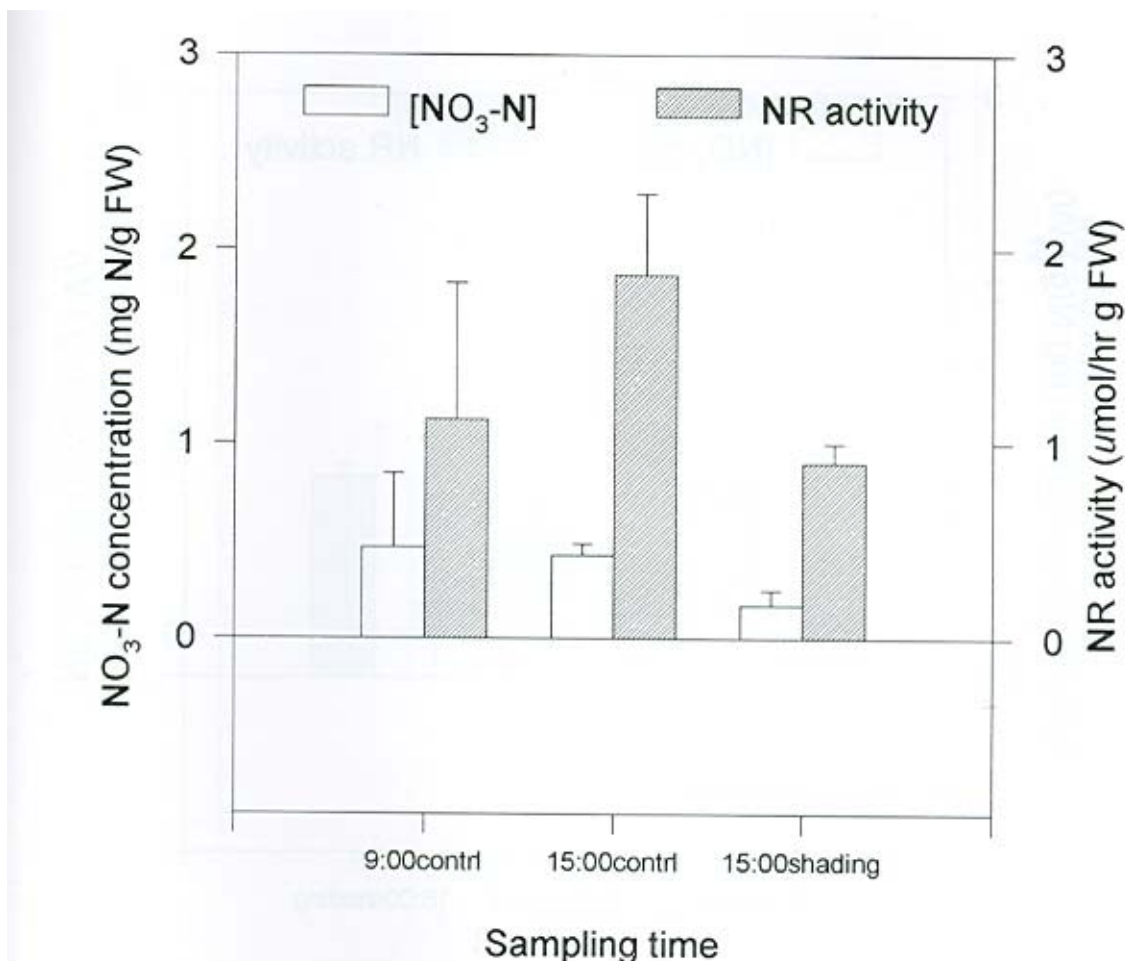 [NO₃-N]
NR activity
3
2
1
0
NO₃-N concentration (mg N/g FW)
3
2
1
0
NR activity (umol/hr g FW)
9:00contrl
15:00contrl
15:00shading
Sampling time